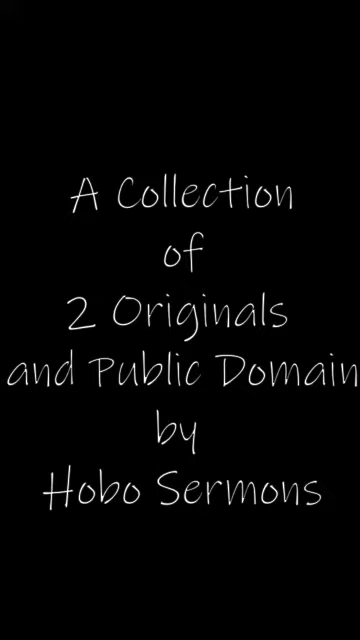 A Collection
of
2 Originals
and Public Domain
by
Hobo Sermons